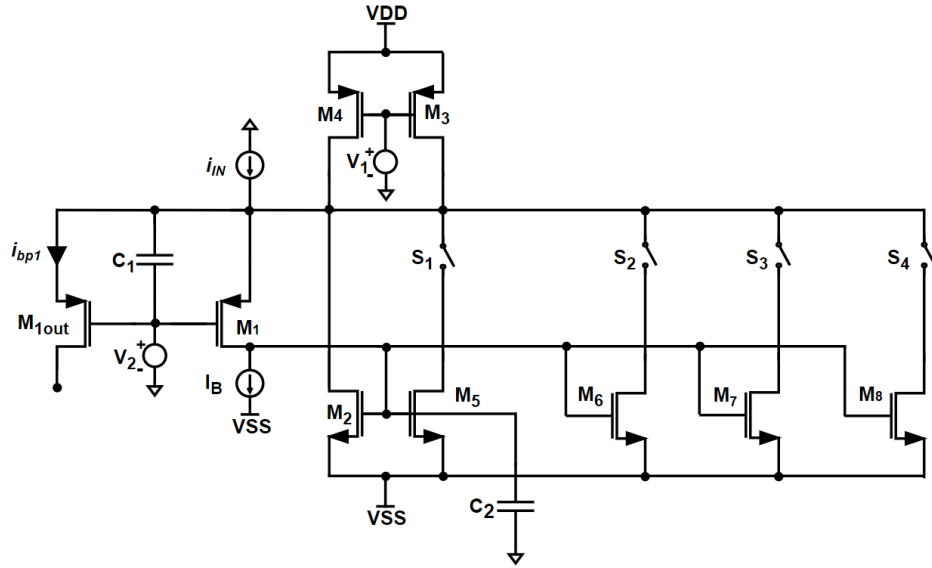 VDD
M4 M3
iIN V1 + -
ibp1 C1 S1 S2 S3 S4
M1out M1
V2 + - IB M2 M5 M6 M7 M8
VSS
VSS C2